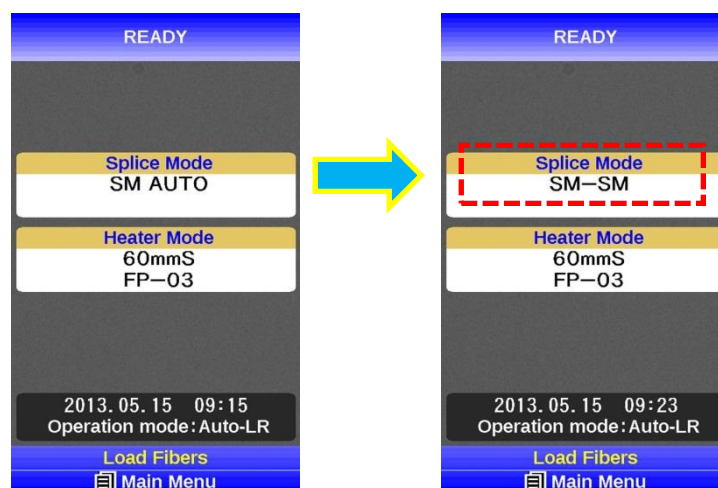 READY
Splice Mode
SM AUTO
Heater Mode
60mmS
FP-03
2013.05.15 09:15
Operation mode:Auto-LR
Load Fibers
Main Menu
READY
Splice Mode
SM-SM
Heater Mode
60mmS
FP-03
2013.05.15 09:23
Operation mode:Auto-LR
Load Fibers
Main Menu